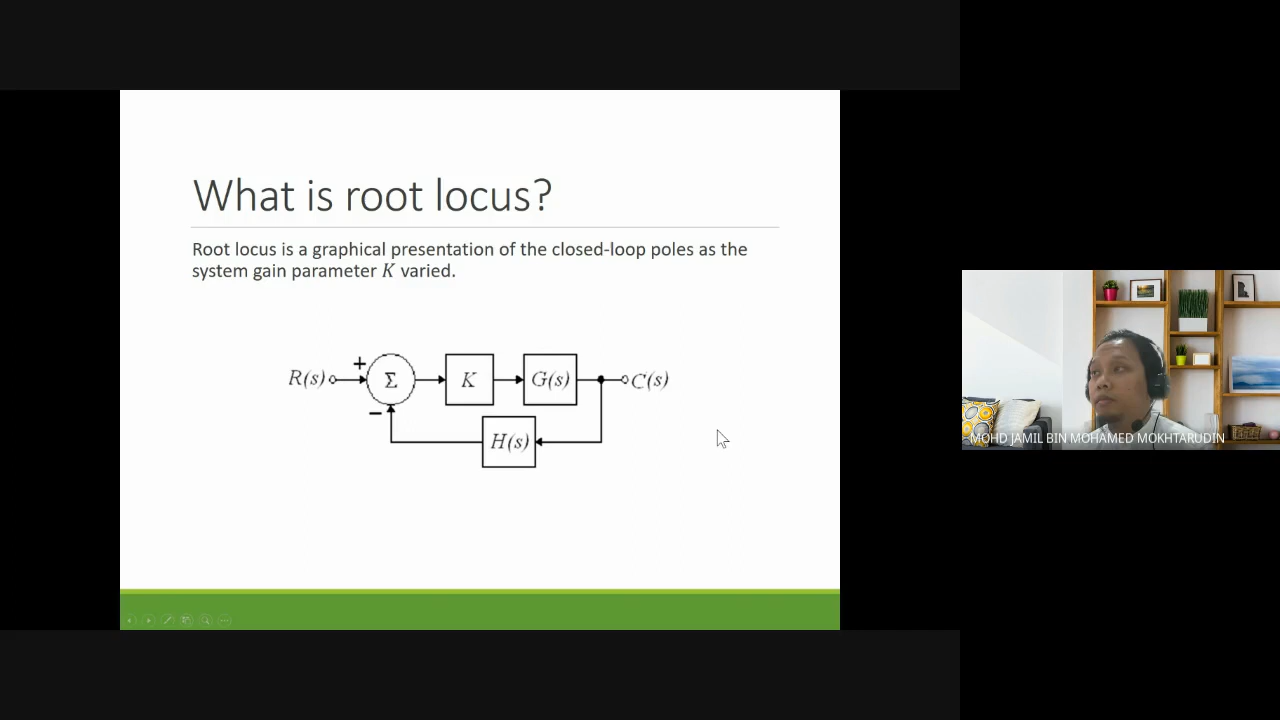 What is root locus?
Root locus is a graphical presentation of the closed-loop poles as the
system gain parameter K varied.
+
R(s) Σ K G(s) C(s)
−
H(s)
MOHD JAMIL BIN MOHAMED MOKHTARUDIN